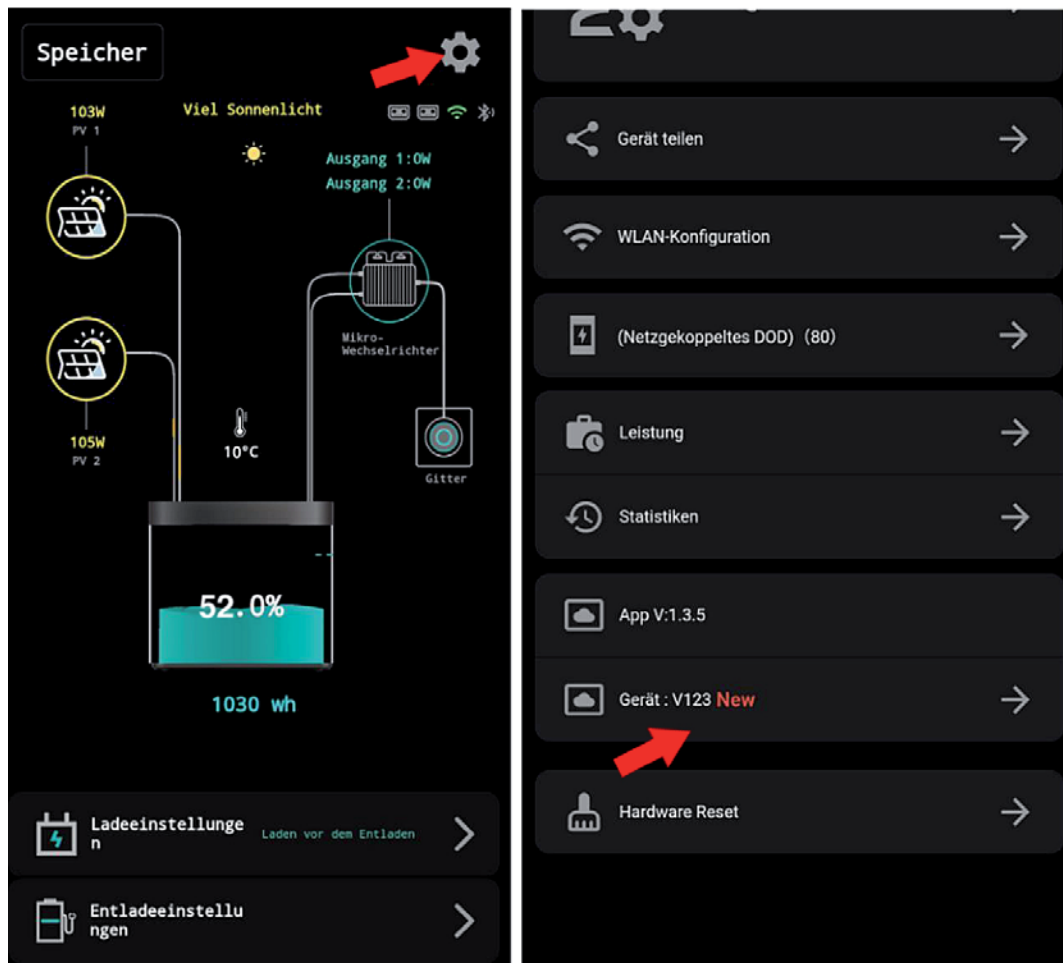 Speicher
103W
PV 1
Viel Sonnenlicht
Ausgang 1:0W
Ausgang 2:0W
Mikro-
Wechselrichter
105W
PV 2
10°C
Gitter
52.0%
1030 wh
Ladeeinstellunge
n
Laden vor dem Entladen
Entladeeinstellu
ngen
Gerät teilen
WLAN-Konfiguration
(Netzgekoppeltes DOD)（80）
Leistung
Statistiken
App V:1.3.5
Gerät : V123 New
Hardware Reset